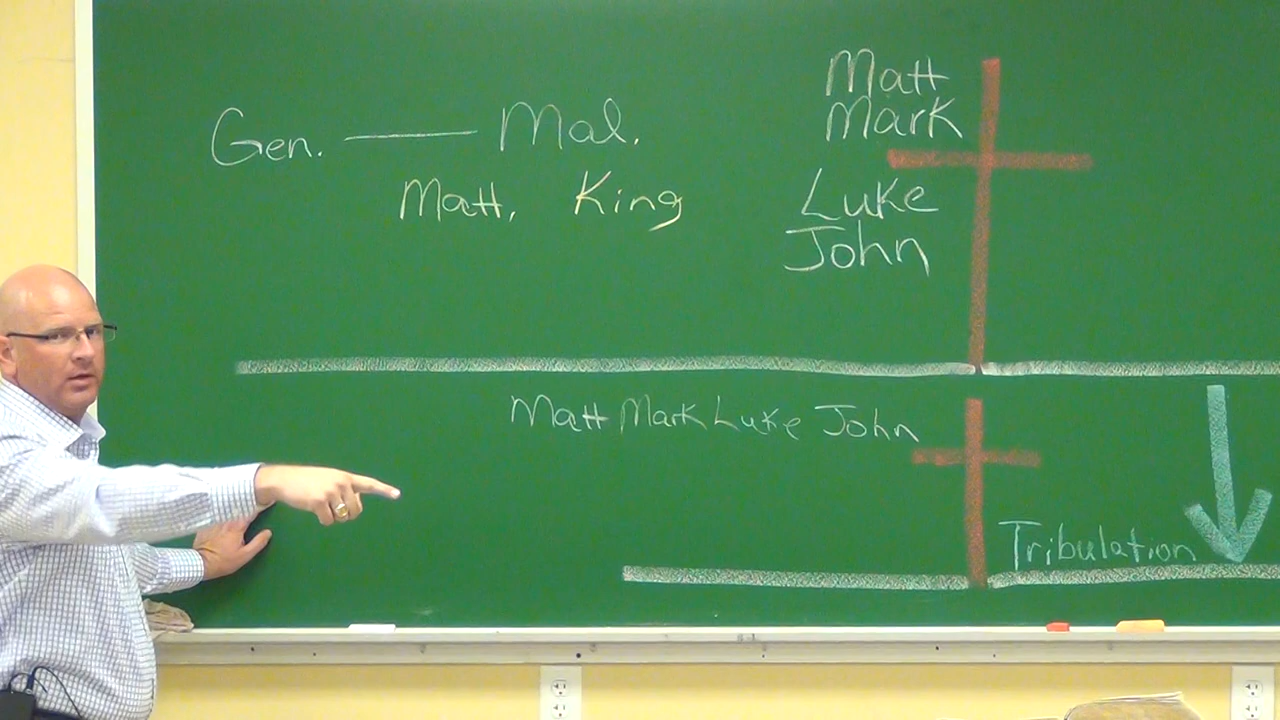 Gen. — Mal.
Matt, King
Matt
Mark
Luke
John
Matt Mark Luke John
Tribulation